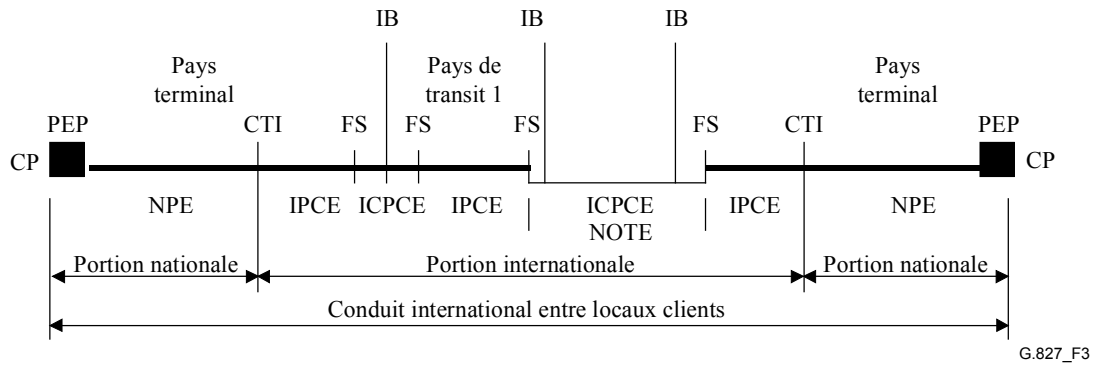 IB IB IB
Pays terminal
Pays de transit 1
Pays terminal
PEP CTI FS FS FS FS CTI PEP
CP CP
NPE IPCE ICPCE IPCE ICPCE NOTE IPCE NPE
Portion nationale Portion internationale Portion nationale
Conduit international entre locaux clients
G.827_F3